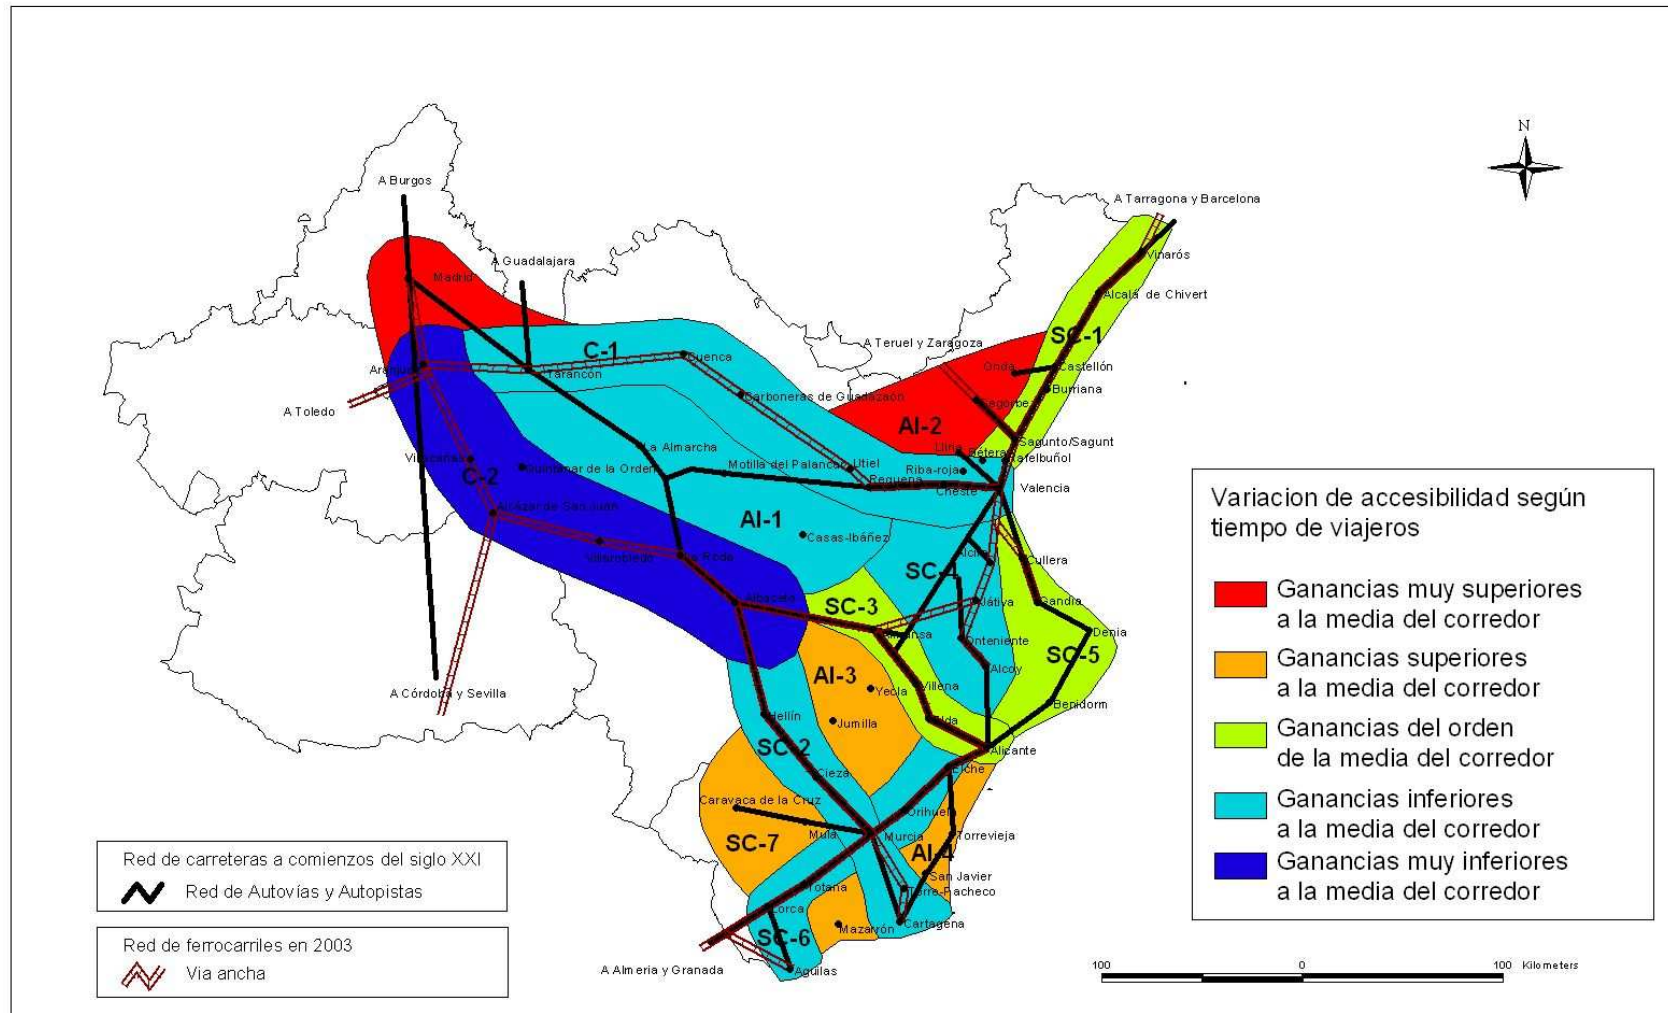 N
A Burgos
A Tarragona y Barcelona
Vinarós
A Guadalajara
Madrid
Alcalá de Chivert
SC-1
A Teruel y Zaragoza
C-1
Cuenca
Onda
Castellón
Tarancón
Burriana
Carboneras de Guadazaón
Segorbe
A Toledo
AI-2
Sagunto/Sagunt
La Almarcha
Lliria
Bétera
Motilla del Palancar
Utiel
Riba-roja
Quintanar de la Orden
C-2
Requena
Cheste
Valencia
Alcázar de San Juan
AI-1
Casas-Ibáñez
Villarrobledo
La Roda
SC-4
Cullera
Albacete
SC-3
Xátiva
Gandia
Denia
Onteniente
SC-5
Alcoy
AI-3
Yecla
Villena
A Córdoba y Sevilla
Benidorm
Hellín
Jumilla
Elda
SC-2
Alicante
Cieza
Elche
Caravaca de la Cruz
Orihuela
Mula
Murcia
Torrevieja
SC-7
AI-4
San Javier
Totana
Torre-Pacheco
Lorca
Mazarrón
Cartagena
SC-6
A Almeria y Granada
Aguilas
Variacion de accesibilidad según
tiempo de viajeros
Ganancias muy superiores
a la media del corredor
Ganancias superiores
a la media del corredor
Ganancias del orden
de la media del corredor
Ganancias inferiores
a la media del corredor
Ganancias muy inferiores
a la media del corredor
Red de carreteras a comienzos del siglo XXI
Red de Autovías y Autopistas
Red de ferrocarriles en 2003
Via ancha
100 0 100 Kilometers